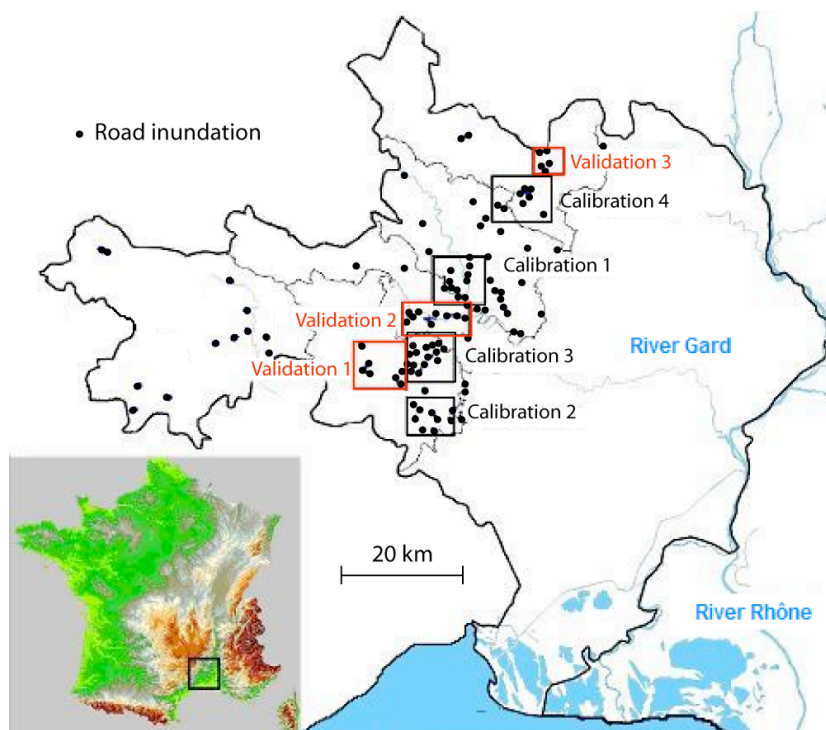 Road inundation
Validation 3
Calibration 4
Calibration 1
Validation 2
River Gard
Calibration 3
Validation 1
Calibration 2
20 km
River Rhône